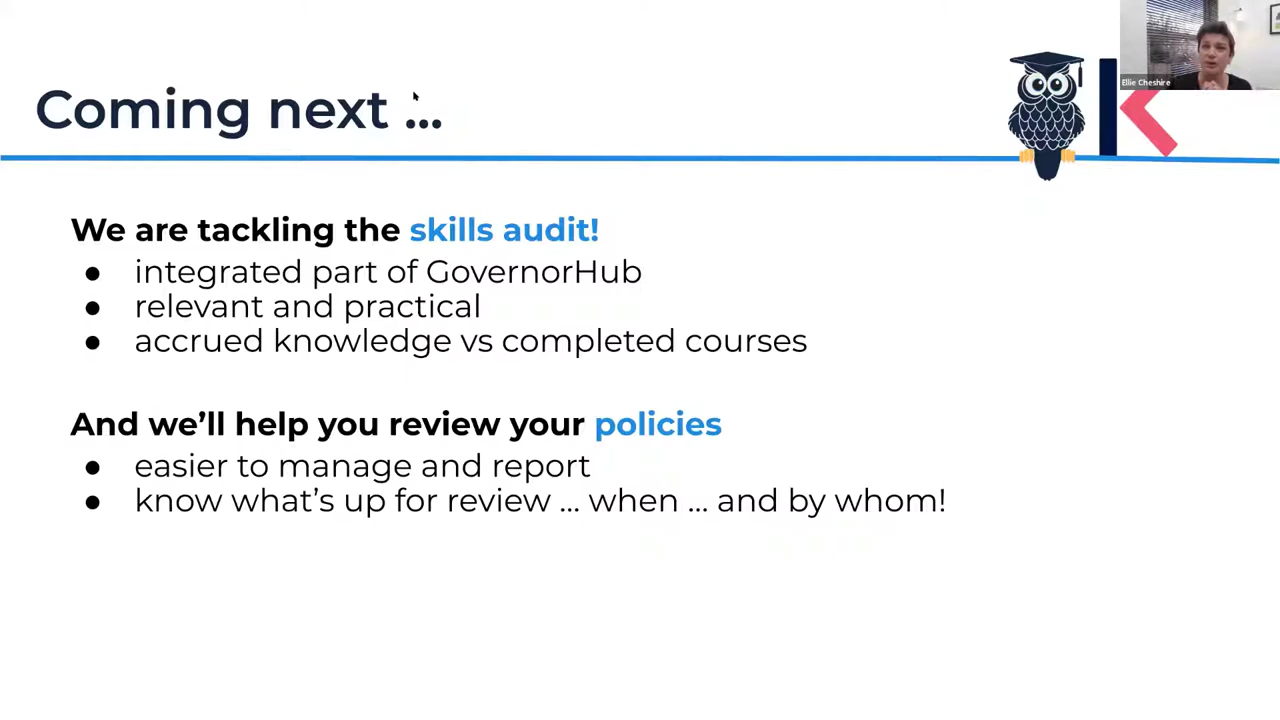 Ellie Cheshire
Coming next ...
We are tackling the skills audit!
● integrated part of GovernorHub
● relevant and practical
● accrued knowledge vs completed courses
And we’ll help you review your policies
● easier to manage and report
● know what’s up for review ... when ... and by whom!